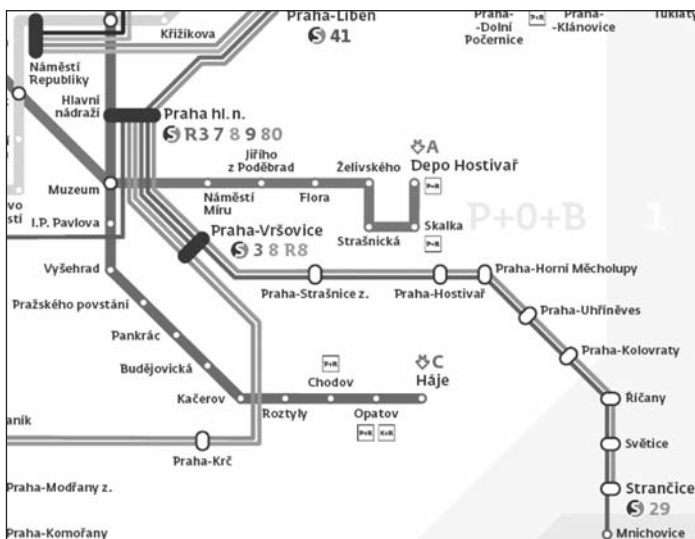 Praha-Libeň
S 41
Praha-
-Dolní
Počernice
P+R
Praha-
-Klánovice
Tuklaty
Křižíkova
Náměstí
Republiky
Hlavní
nádraží
Praha hl. n.
S R3 7 8 9 80
Jiřího
z Poděbrad
Želivského
A
Depo Hostivař
P+R
Muzeum
Náměstí
Míru
Flora
I.P. Pavlova
Praha-Vršovice
S 3 8 R8
Strašnická
Skalka
P+R
P+0+B
1
Vyšehrad
Praha-Strašnice z.
Praha-Hostivař
Praha-Horní Měcholupy
Pražského povstání
Praha-Uhříněves
Pankrác
Praha-Kolovraty
Budějovická
P+R
Chodov
C
Háje
Kačerov
Roztyly
Opatov
P+R
K+R
Říčany
aník
Světice
Praha-Krč
Praha-Modřany z.
Strančice
S 29
Praha-Komořany
Mnichovice